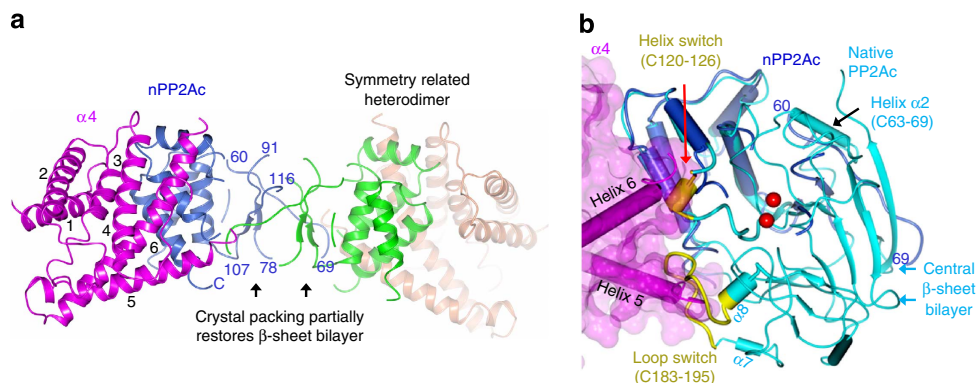 a
nPP2Ac
α4
Symmetry related
heterodimer
3
2
1
4
6
5
60
91
116
C
107
78
69
Crystal packing partially
restores β-sheet bilayer
b
α4
Helix switch
(C120-126)
nPP2Ac
Native
PP2Ac
60
Helix α2
(C63-69)
Helix 6
Helix 5
69
Central
β-sheet
bilayer
α8
α7
Loop switch
(C183-195)